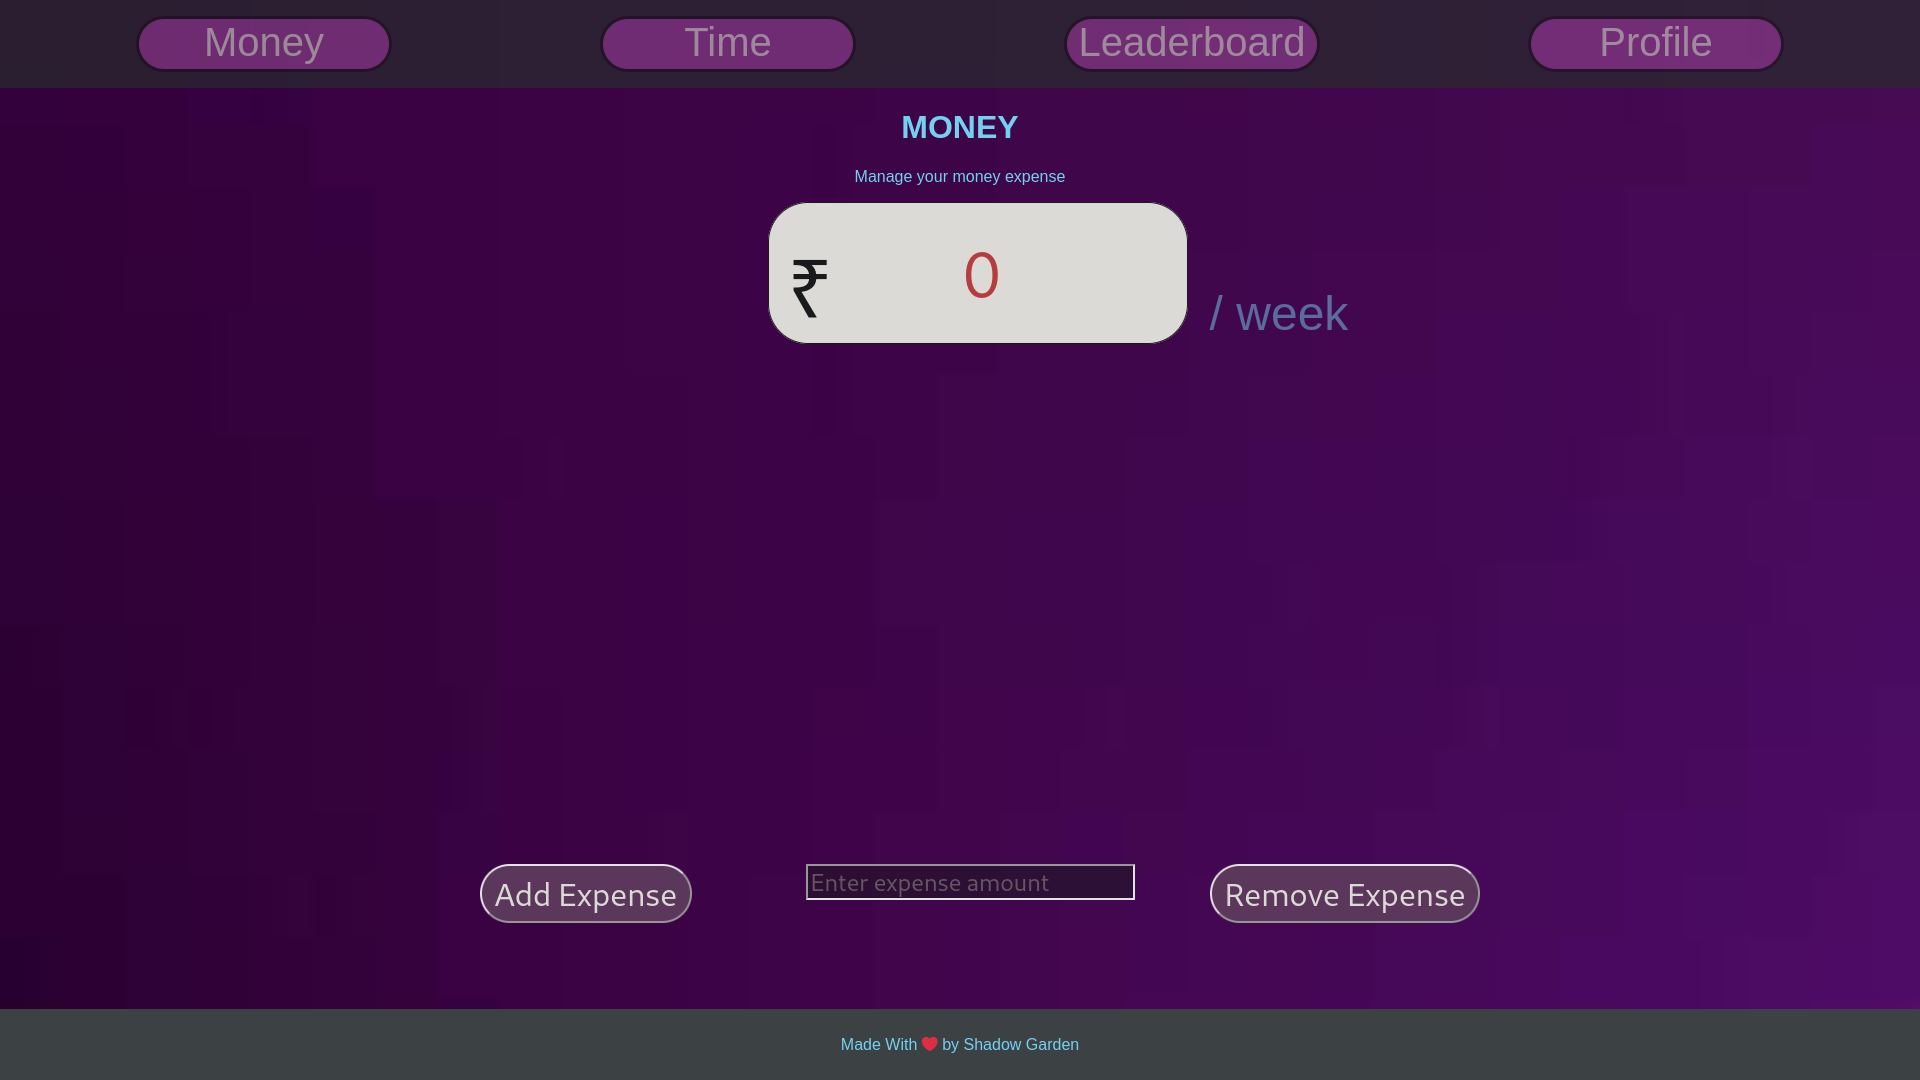 Money Time Leaderboard Profile
MONEY
Manage your money expense
₹ 0 / week
Add Expense Enter expense amount Remove Expense
Made With ❤ by Shadow Garden